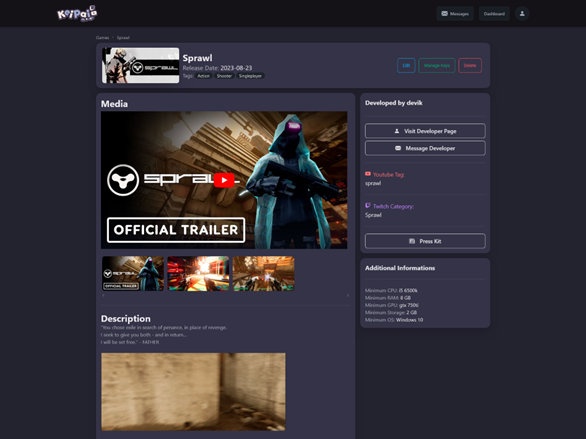 KeyPala
Messages
Dashboard
Games / Sprawl
SPRAWL
Sprawl
Release Date: 2023-08-23
Tags: Action Shooter Singleplayer
Edit
Manage Keys
Delete
Media
SPRAWL
OFFICIAL TRAILER
SPRAWL
OFFICIAL TRAILER
Description
"You chose exile in search of penance, in place of revenge.
I seek to give you both - and in return...
I will be set free." - FATHER
Developed by devik
Visit Developer Page
Message Developer
Youtube Tag:
sprawl
Twitch Category:
Sprawl
Press Kit
Additional Informations
Minimum CPU: i5 6500k
Minimum RAM: 8 GB
Minimum GPU: gtx 750ti
Minimum Storage: 2 GB
Minimum OS: Windows 10